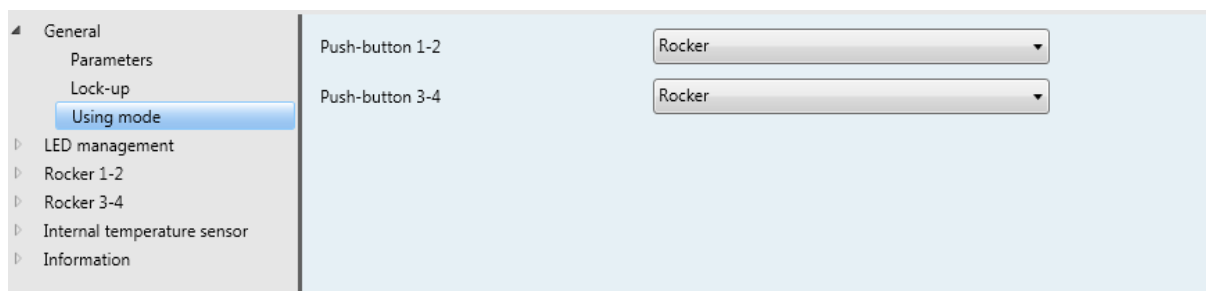 General
Parameters
Lock-up
Using mode
LED management
Rocker 1-2
Rocker 3-4
Internal temperature sensor
Information
Push-button 1-2 Rocker
Push-button 3-4 Rocker